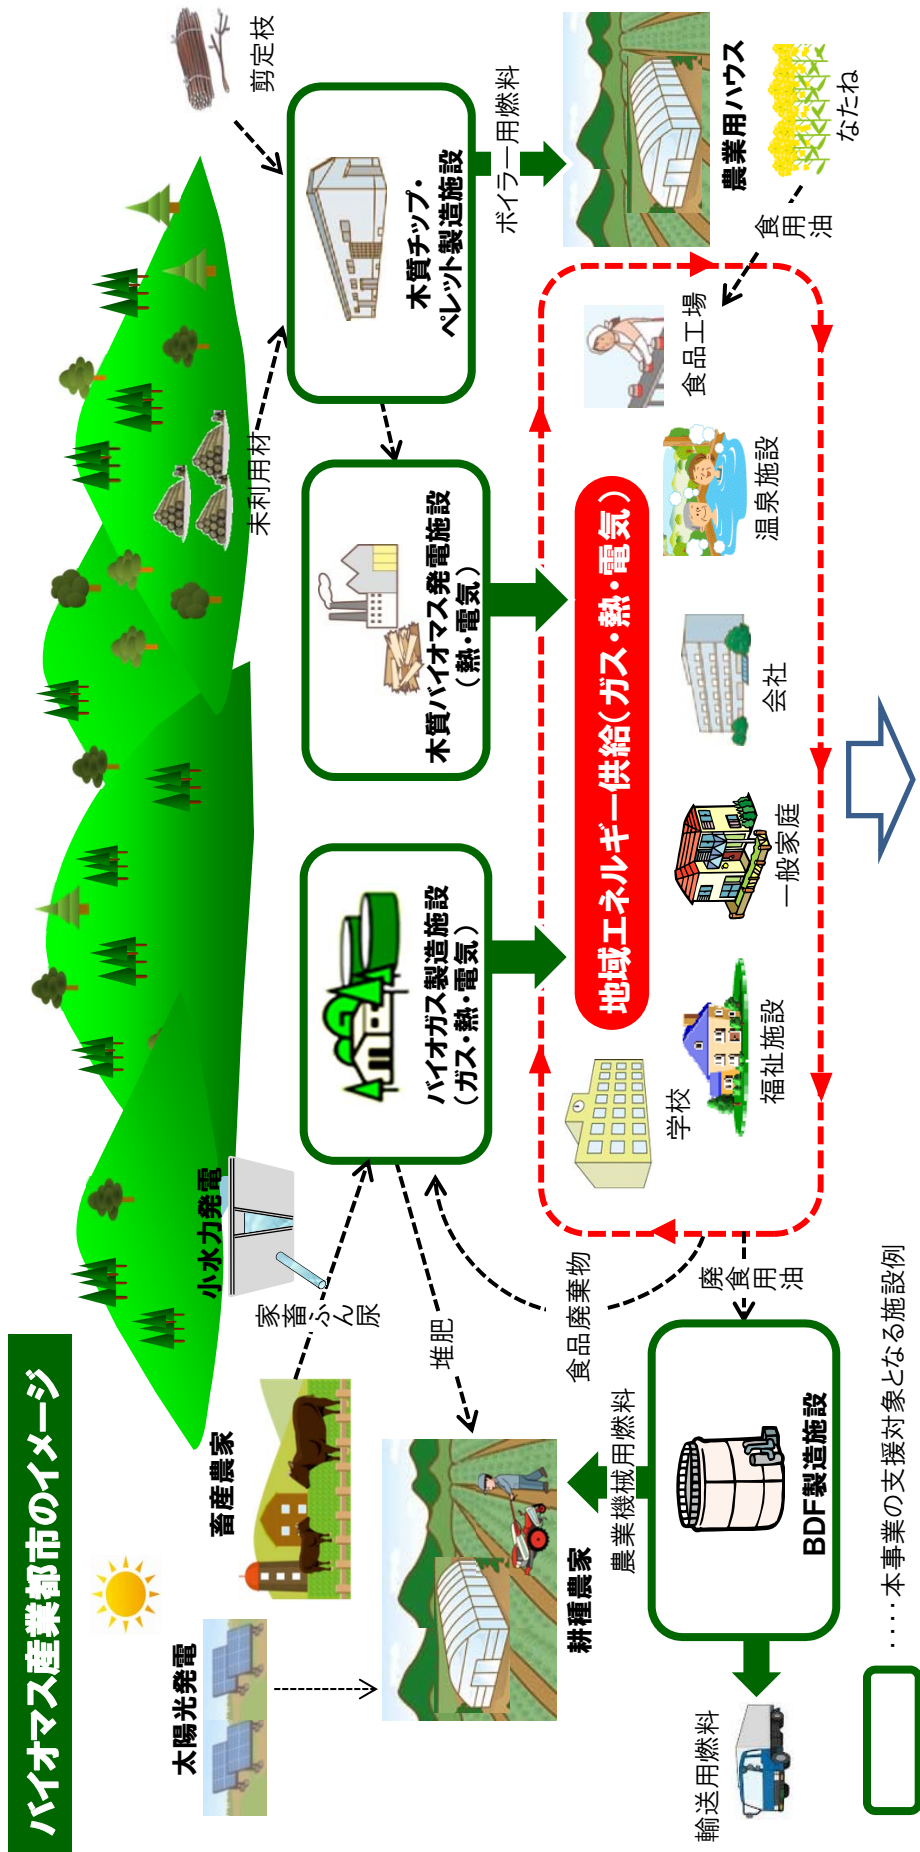 バイオマス産業都市のイメージ
太陽光発電
畜産農家
小水力発電
家畜ふん尿
堆肥
耕種農家
農業機械用燃料
輸送用燃料
BDF製造施設
食品廃棄物
廃食用油
バイオガス製造施設
(ガス・熱・電気)
木質バイオマス発電施設
(熱・電気)
未利用材
剪定枝
木質チップ・
ペレット製造施設
ボイラー用燃料
農業用ハウス
なたね
食用油
地域エネルギー供給(ガス・熱・電気)
学校
福祉施設
一般家庭
会社
温泉施設
食品工場
‥‥本事業の支援対象となる施設例